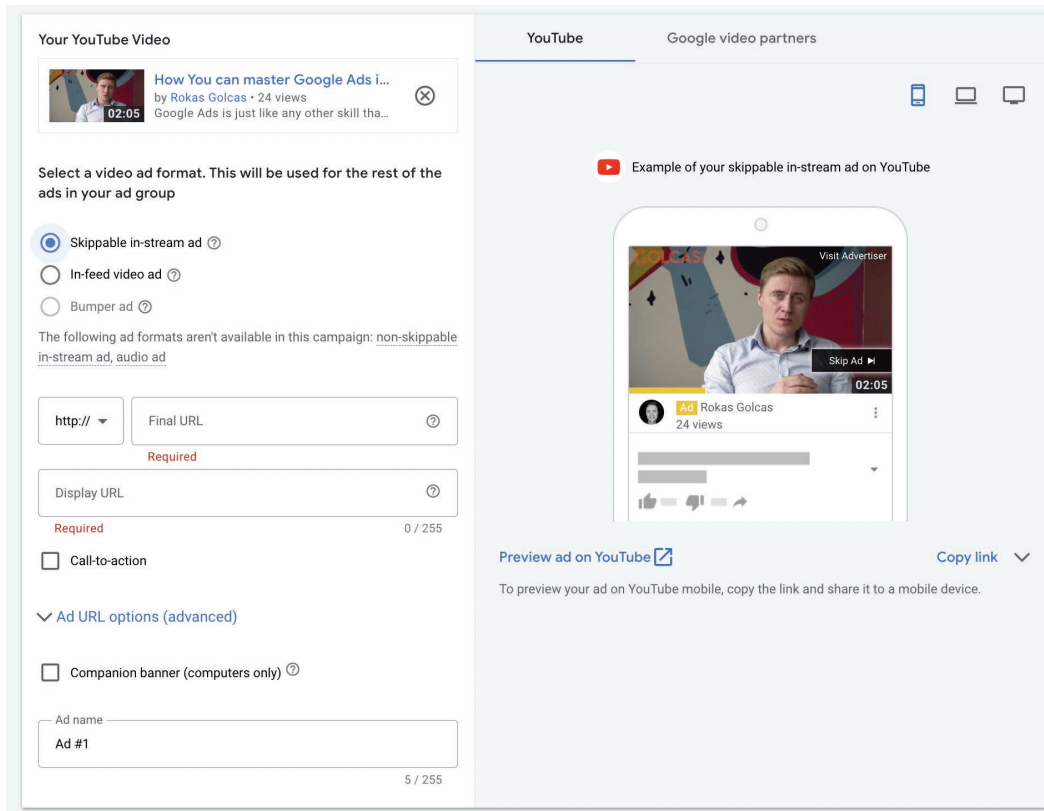 Your YouTube Video
How You can master Google Ads i...
by Rokas Golcas • 24 views
02:05
Google Ads is just like any other skill tha...
Select a video ad format. This will be used for the rest of the
ads in your ad group
Skippable in-stream ad
In-feed video ad
Bumper ad
The following ad formats aren't available in this campaign: non-skippable
in-stream ad, audio ad
http://
Final URL
Required
Display URL
Required
0 / 255
Call-to-action
Ad URL options (advanced)
Companion banner (computers only)
Ad name
Ad #1
5 / 255
YouTube
Google video partners
Example of your skippable in-stream ad on YouTube
GOLCAS
Visit Advertiser
Skip Ad
02:05
Ad Rokas Golcas
24 views
Preview ad on YouTube
Copy link
To preview your ad on YouTube mobile, copy the link and share it to a mobile device.